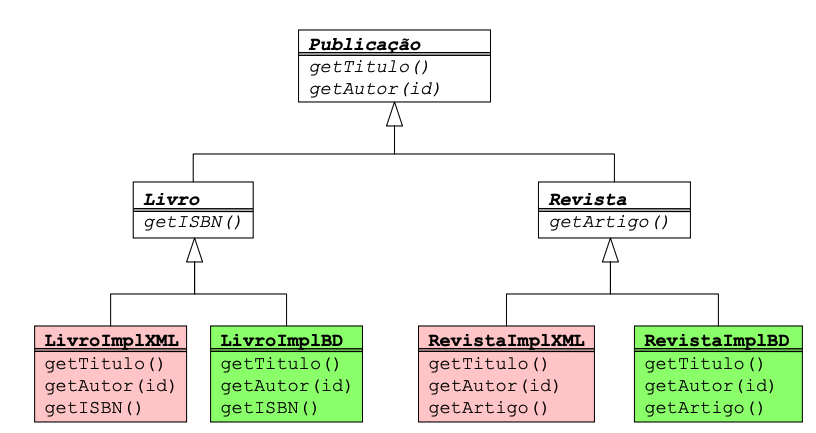 Publicação
getTitulo()
getAutor(id)
Livro
getISBN()
Revista
getArtigo()
LivroImplXML
getTitulo()
getAutor(id)
getISBN()
LivroImplBD
getTitulo()
getAutor(id)
getISBN()
RevistaImplXML
getTitulo()
getAutor(id)
getArtigo()
RevistaImplBD
getTitulo()
getAutor(id)
getArtigo()